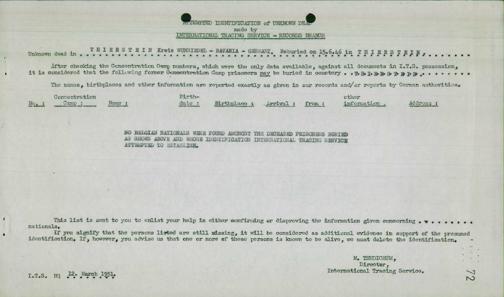 ATTEMPTED IDENTIFICATION of UNKNOWN DEAD
made by
INTERNATIONAL TRACING SERVICE - RECORDS BRANCH
Unknown dead in . . T H I E R S T E I N Kreis WUNSIEDEL - BAVARIA - GERMANY. Reburied on 15.6.46 in T H I E R S T E I N . . .
After checking the Concentration Camp numbers, which were the only data available, against all documents in I.T.S. possession,
it is considered that the following former Concentration Camp prisoners may be buried in cemetery
The names, birthplaces and other information are reported exactly as given in our records and/or reports by German authorities.
Concentration Birth- other
No. : Camp : Name : date : Birthplace : Arrival : from : information . Address :
NO BELGIAN NATIONALS WERE FOUND AMONGST THE DECEASED PRISONERS BURIED
AS SHOWN ABOVE AND WHOSE IDENTIFICATION INTERNATIONAL TRACING SERVICE
ATTEMPTED TO ESTABLISH.
This list is sent to you to enlist your help in either confirming or disproving the information given concerning . . . . . . . .
nationals.
If you signify that the persons listed are still missing, it will be considered as additional evidence in support of the presumed
identification. If, however, you advise us that one or more of these persons is known to be alive, we must delete the identification.
Director,
International Tracing Service.
I.T.S. 12. March 1951.
72